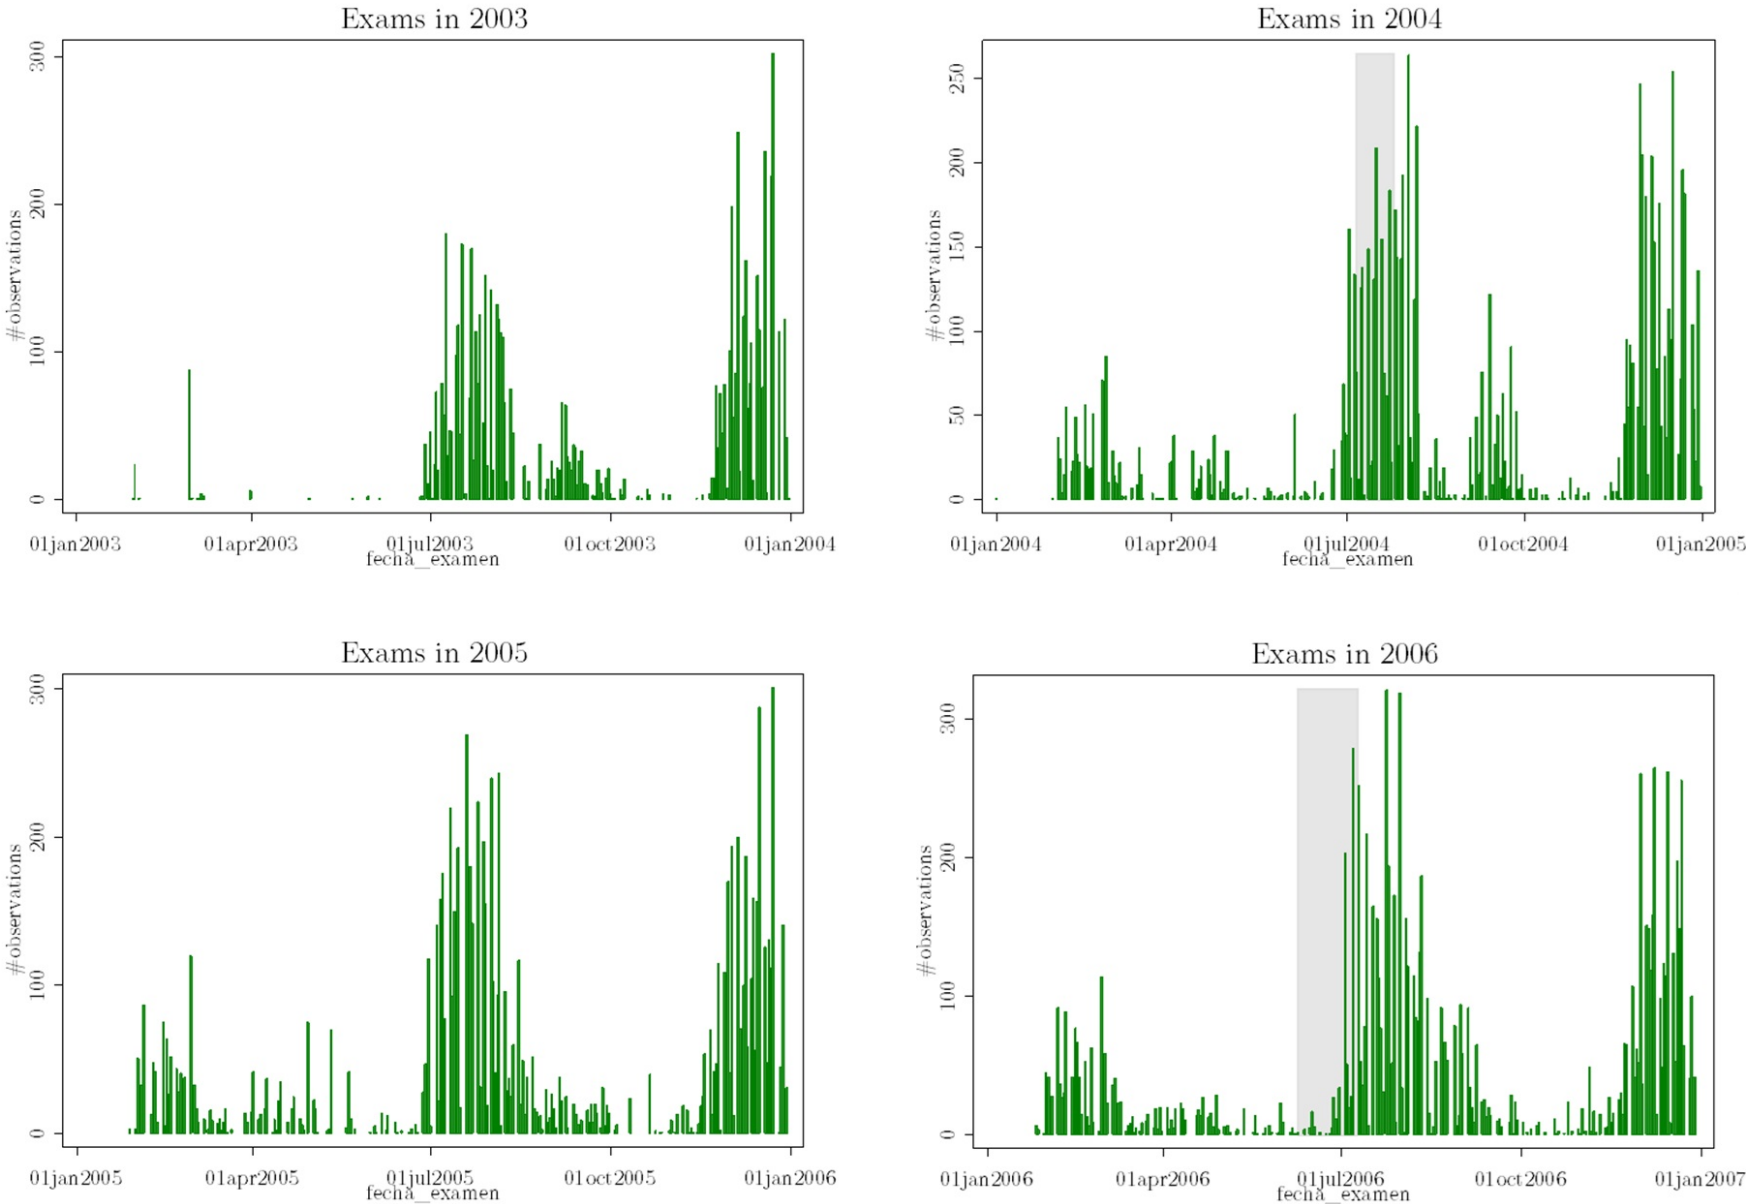 Exams in 2003
#observations
0
100
200
300
01jan2003 01apr2003 01jul2003 01oct2003 01jan2004
fecha_examen
Exams in 2004
#observations
0
50
100
150
200
250
01jan2004 01apr2004 01jul2004 01oct2004 01jan2005
fecha_examen
Exams in 2005
#observations
0
100
200
300
01jan2005 01apr2005 01jul2005 01oct2005 01jan2006
fecha_examen
Exams in 2006
#observations
0
100
200
300
01jan2006 01apr2006 01jul2006 01oct2006 01jan2007
fecha_examen